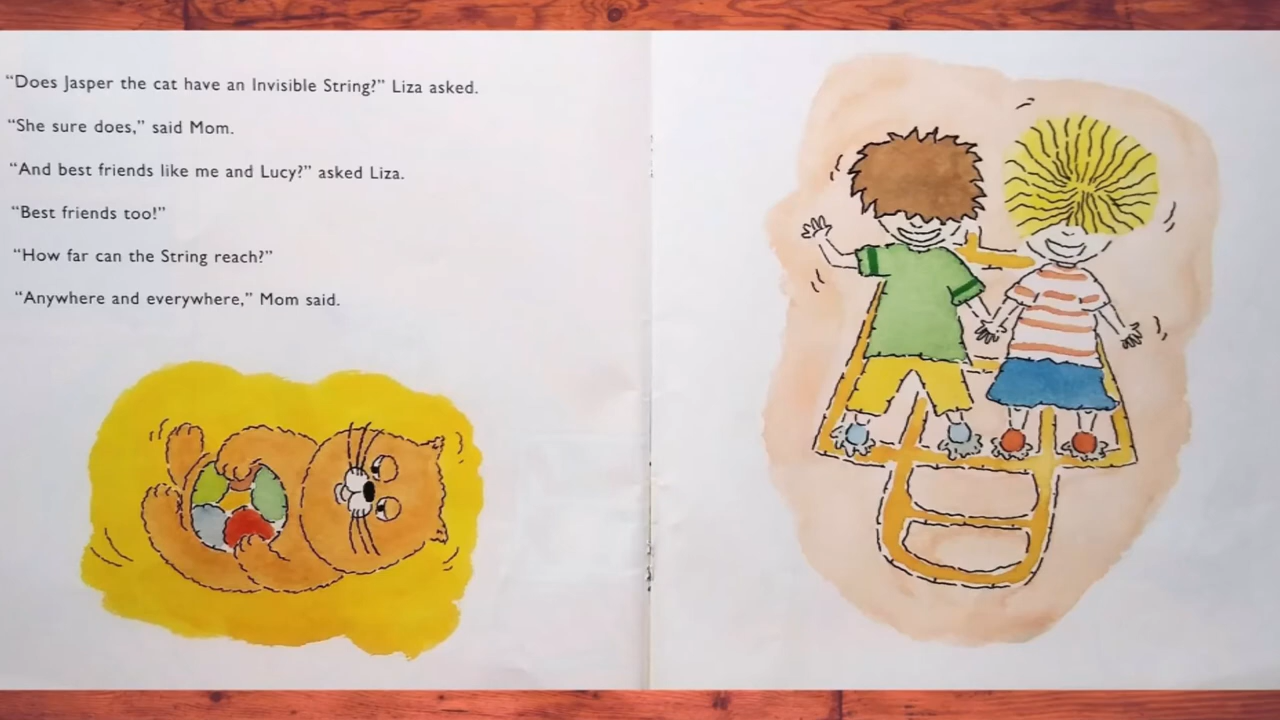 “Does Jasper the cat have an Invisible String?” Liza asked.
“She sure does,” said Mom.
“And best friends like me and Lucy?” asked Liza.
“Best friends too!”
“How far can the String reach?”
“Anywhere and everywhere,” Mom said.